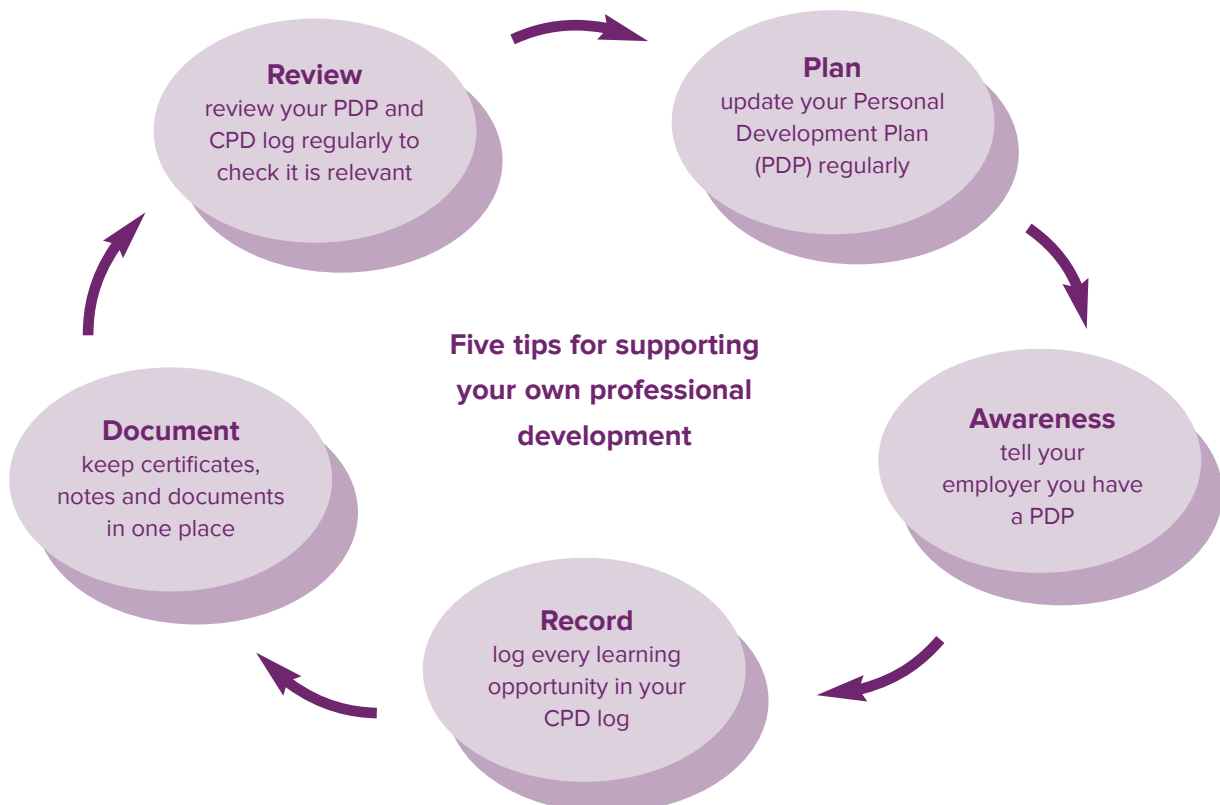 Review
review your PDP and
CPD log regularly to
check it is relevant
Plan
update your Personal
Development Plan
(PDP) regularly
Five tips for supporting
your own professional
development
Awareness
tell your
employer you have
a PDP
Record
log every learning
opportunity in your
CPD log
Document
keep certificates,
notes and documents
in one place